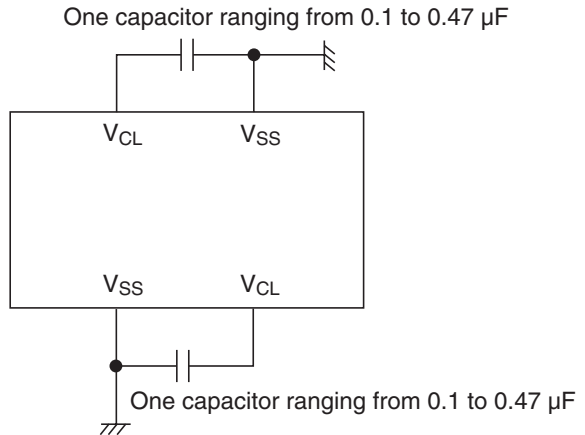 One capacitor ranging from 0.1 to 0.47 µF
VCL VSS
VSS VCL
One capacitor ranging from 0.1 to 0.47 µF